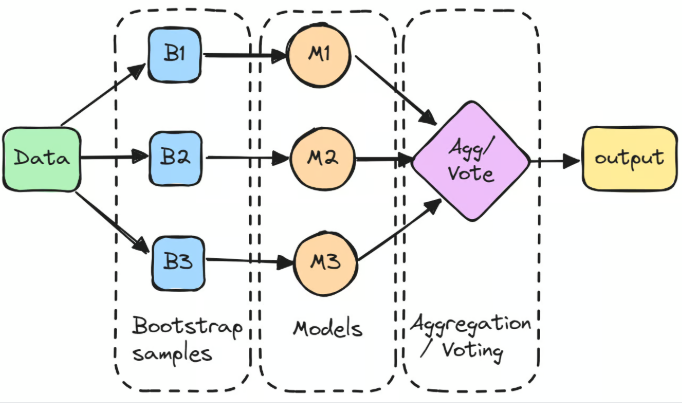 B1
M1
Data
B2
M2
Agg/
Vote
output
B3
M3
Bootstrap
samples
Models
Aggregation
/ Voting